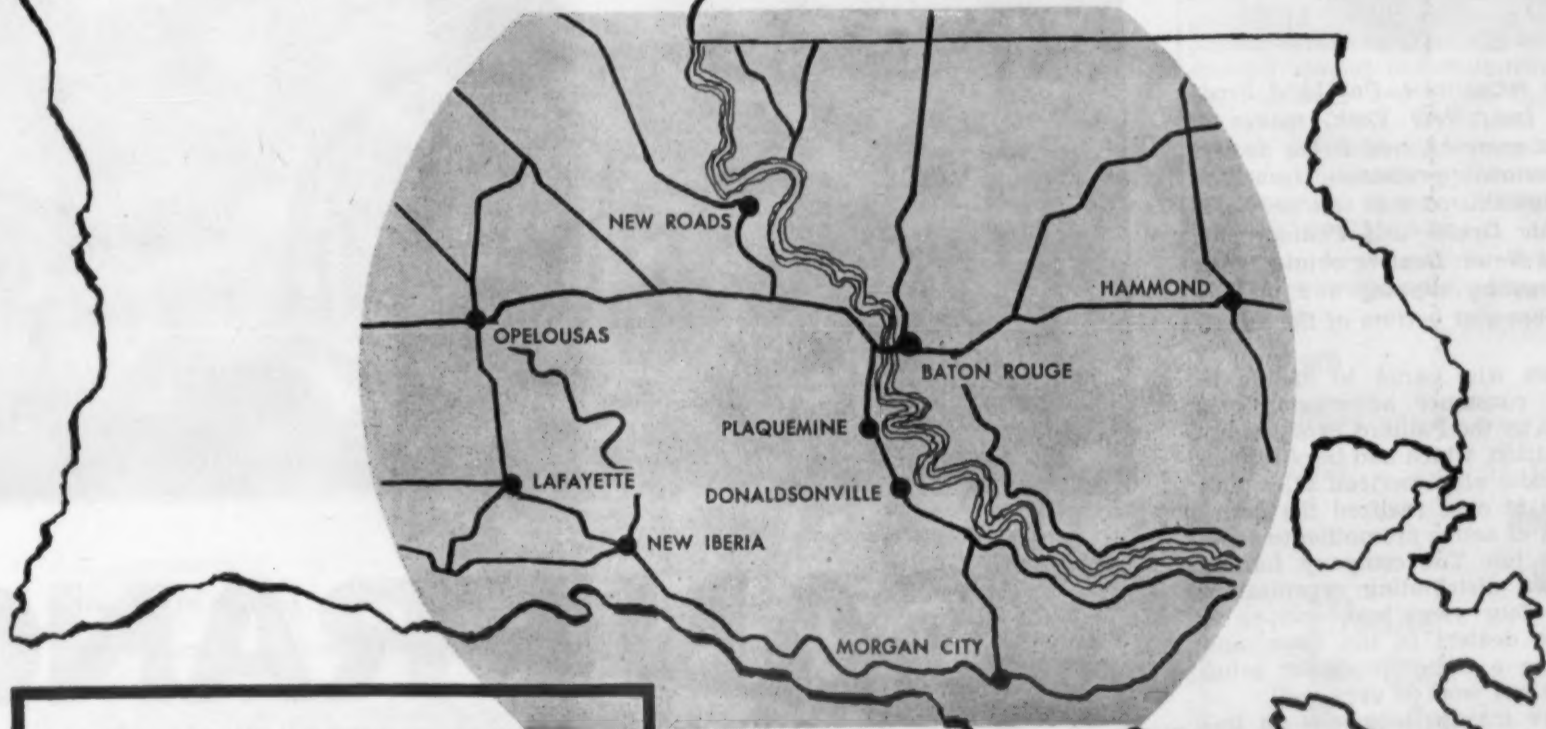 NEW ROADS
HAMMOND
OPELOUSAS
BATON ROUGE
PLAQUEMINE
LAFAYETTE
DONALDSONVILLE
NEW IBERIA
MORGAN CITY